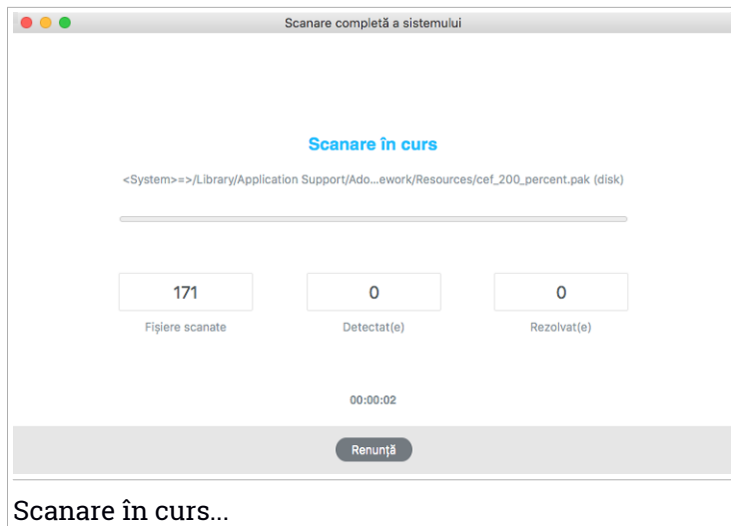 Scanare completă a sistemului
Scanare în curs
<System>=>/Library/Application Support/Ado...ework/Resources/cef_200_percent.pak (disk)
171 0 0
Fișiere scanate Detectat(e) Rezolvat(e)
00:00:02
Renunță
Scanare în curs...